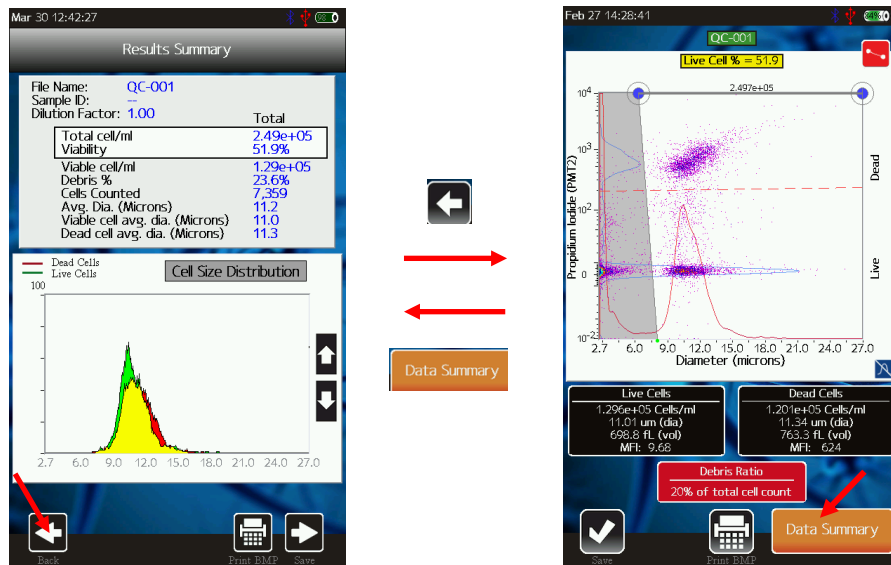 Mar 30 12:42:27
Results Summary
File Name: QC-001
Sample ID: --
Dilution Factor: 1.00
Total
Total cell/ml 2.49e+05
Viability 51.9%
Viable cell/ml 1.29e+05
Debris % 23.6%
Cells Counted 7,359
Avg. Dia. (Microns) 11.2
Viable cell avg. dia. (Microns) 11.0
Dead cell avg. dia. (Microns) 11.3
Dead Cells
Live Cells
Cell Size Distribution
100
2.7 6.0 9.0 12.0 15.0 18.0 21.0 24.0 27.0
Back
Print BMP
Save
Data Summary
Feb 27 14:28:41
84%
QC-001
Live Cell % = 51.9
2.497e+05
10⁴
10³
10²
0
10⁻²
Propidium Iodide (PMT2)
Dead
Live
2.7 6.0 9.0 12.0 15.0 18.0 21.0 24.0 27.0
Diameter (microns)
Live Cells
1.296e+05 Cells/ml
11.01 um (dia)
698.8 fL (vol)
MFI: 9.68
Dead Cells
1.201e+05 Cells/ml
11.34 um (dia)
763.3 fL (vol)
MFI: 624
Debris Ratio
20% of total cell count
Save
Print BMP
Data Summary